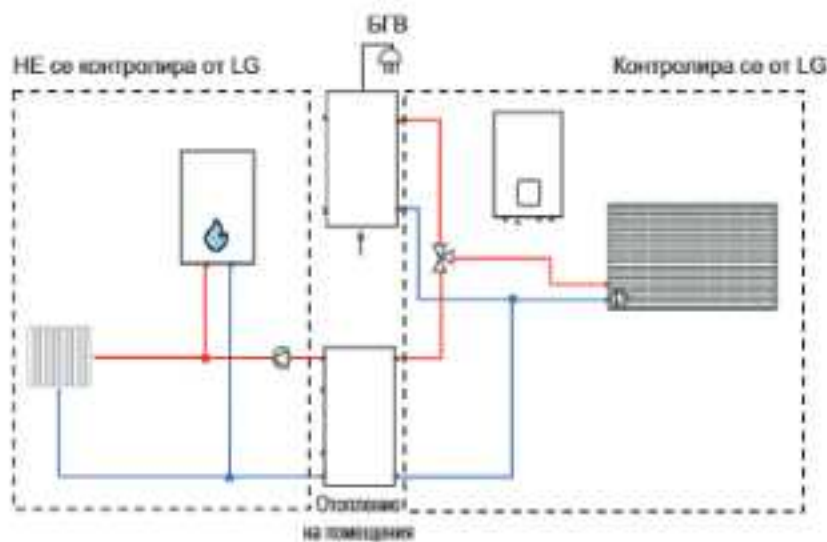 БГВ
НЕ се контролира от LG
Контролира се от LG
Отопление
на помещения